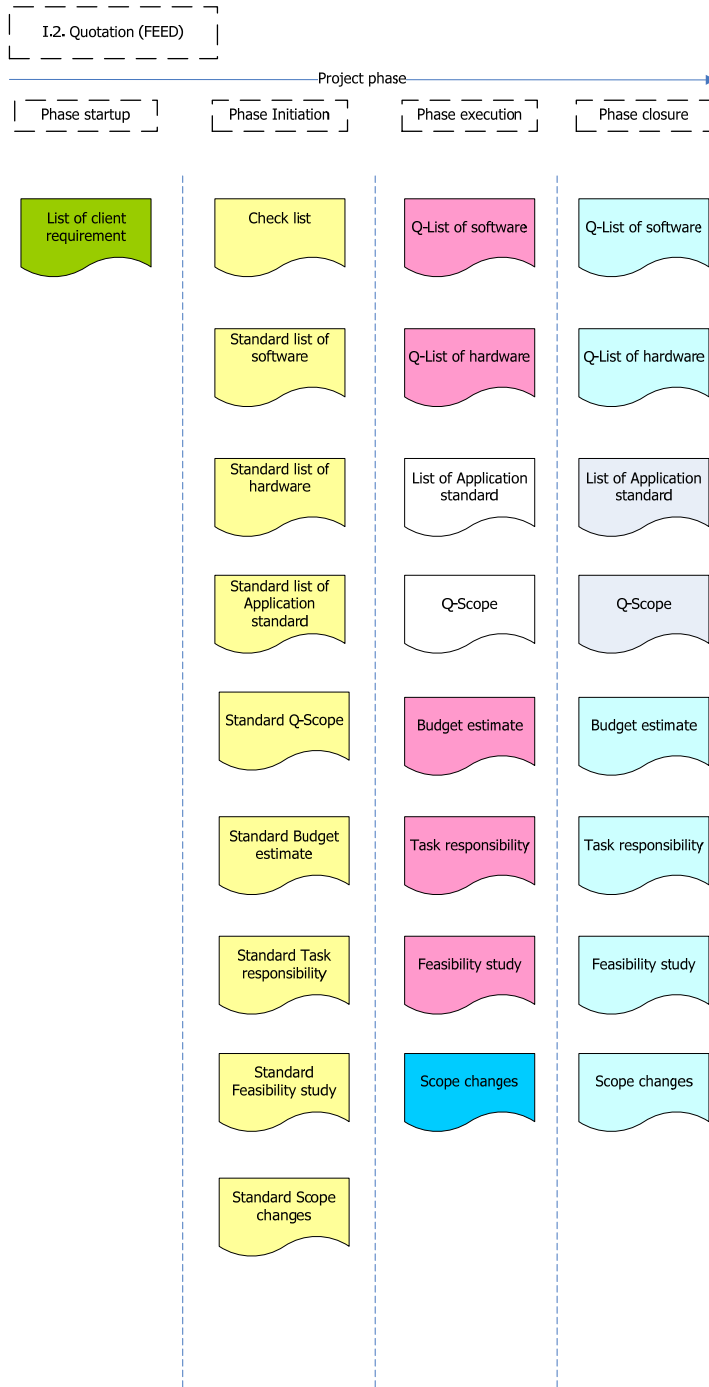 I.2. Quotation (FEED)
Project phase
Phase startup
Phase Initiation
Phase execution
Phase closure
List of client
requirement
Check list
Q-List of software
Q-List of software
Standard list of
software
Q-List of hardware
Q-List of hardware
Standard list of
hardware
List of Application
standard
List of Application
standard
Standard list of
Application
standard
Q-Scope
Q-Scope
Standard Q-Scope
Budget estimate
Budget estimate
Standard Budget
estimate
Task responsibility
Task responsibility
Standard Task
responsibility
Feasibility study
Feasibility study
Standard
Feasibility study
Scope changes
Scope changes
Standard Scope
changes